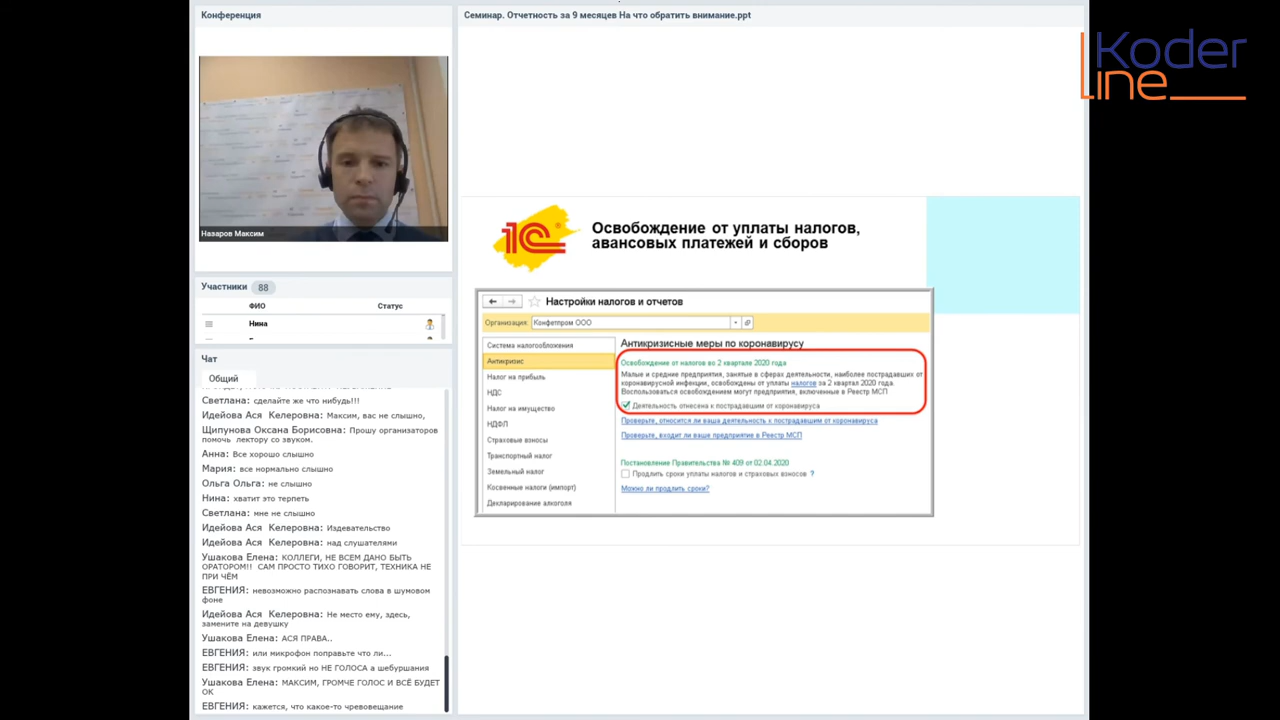 Конференция
Назаров Максим
Участники 88
ФИО Статус
Нина
Чат
Общий
Светлана: сделайте же что нибудь!!!
Идейова Ася Келеровна: Максим, вас не слышно,
Щипунова Оксана Борисовна: Прошу организаторов
помочь лектору со звуком.
Анна: Все хорошо слышно
Мария: все нормально слышно
Ольга Ольга: не слышно
Нина: хватит это терпеть
Светлана: мне не слышно
Идейова Ася Келеровна: Издевательство
Идейова Ася Келеровна: над слушателями
Ушакова Елена: КОЛЛЕГИ, НЕ ВСЕМ ДАНО БЫТЬ
ОРАТОРОМ!! САМ ПРОСТО ТИХО ГОВОРИТ, ТЕХНИКА НЕ
ПРИ ЧЁМ
ЕВГЕНИЯ: невозможно распознавать слова в шумовом
фоне
Идейова Ася Келеровна: Не место ему, здесь,
замените на девушку
Ушакова Елена: АСЯ ПРАВА..
ЕВГЕНИЯ: или микрофон поправьте что ли...
ЕВГЕНИЯ: звук громкий но НЕ ГОЛОСА а шебуршания
Ушакова Елена: МАКСИМ, ГРОМЧЕ ГОЛОС И ВСЁ БУДЕТ
ОК
ЕВГЕНИЯ: кажется, что какое-то чревовещание
Семинар. Отчетность за 9 месяцев На что обратить внимание.ppt
Koder
Line
1С
Освобождение от уплаты налогов,
авансовых платежей и сборов
Настройки налогов и отчетов
Организация: Конфетпром ООО
Система налогообложения
Антикризис
Налог на прибыль
НДС
Налог на имущество
НДФЛ
Страховые взносы
Транспортный налог
Земельный налог
Косвенные налоги (импорт)
Декларирование алкоголя
Антикризисные меры по коронавирусу
Освобождение от налогов во 2 квартале 2020 года
Малые и средние предприятия, занятые в сферах деятельности, наиболее пострадавших от
коронавирусной инфекции, освобождены от уплаты налогов за 2 квартал 2020 года.
Воспользоваться освобождением могут предприятия, включенные в Реестр МСП
Деятельность отнесена к пострадавшим от коронавируса
Проверьте, относится ли ваша деятельность к пострадавшим от коронавируса
Проверьте, входит ли ваше предприятие в Реестр МСП
Постановление Правительства № 409 от 02.04.2020
Продлить сроки уплаты налогов и страховых взносов ?
Можно ли продлить сроки?